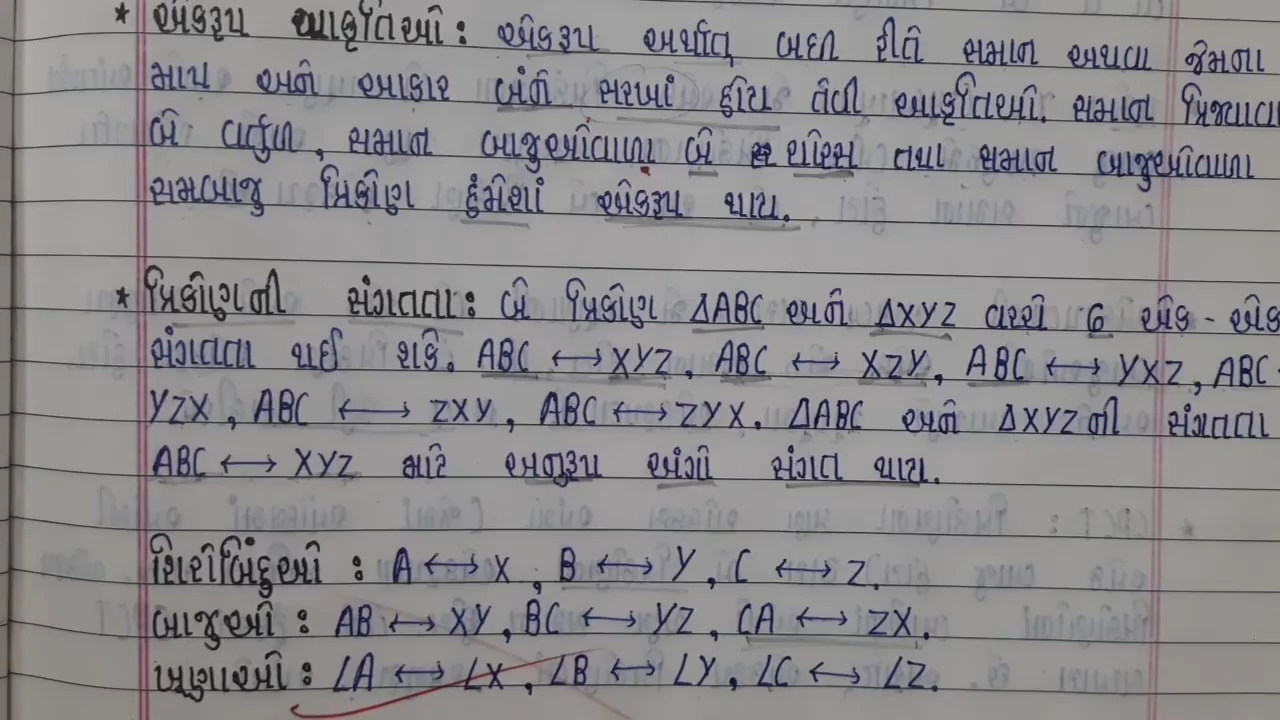 * એકરૂપ આકૃતિઓ : એકરૂપ અર્થાત્ બધી રીતે સમાન અથવા જેમના
માપ અને આકાર બંને સરખાં હોય તેવી આકૃતિઓ. સમાન ત્રિજ્યાવા
બે વર્તુળ, સમાન બાજુઓવાળા બે ચોરસ તથા સમાન બાજુઓવાળા
સમબાજુ ત્રિકોણ હંમેશાં એકરૂપ થાય.
* ત્રિકોણની સંગતતા : બે ત્રિકોણ ΔABC અને ΔXYZ વચ્ચે 6 એક - એક
સંગતતા થઈ શકે. ABC ↔ XYZ, ABC ↔ XZY, ABC ↔ YXZ, ABC
YZX, ABC ↔ ZXY, ABC ↔ ZYX. ΔABC અને ΔXYZની સંગતતા
ABC ↔ XYZ માટે અનુરૂપ અંગો સંગત થાય.
શિરોબિંદુઓ : A ↔ X, B ↔ Y, C ↔ Z.
બાજુઓ : AB ↔ XY, BC ↔ YZ, CA ↔ ZX.
ખૂણાઓ : ∠A ↔ ∠X, ∠B ↔ ∠Y, ∠C ↔ ∠Z.